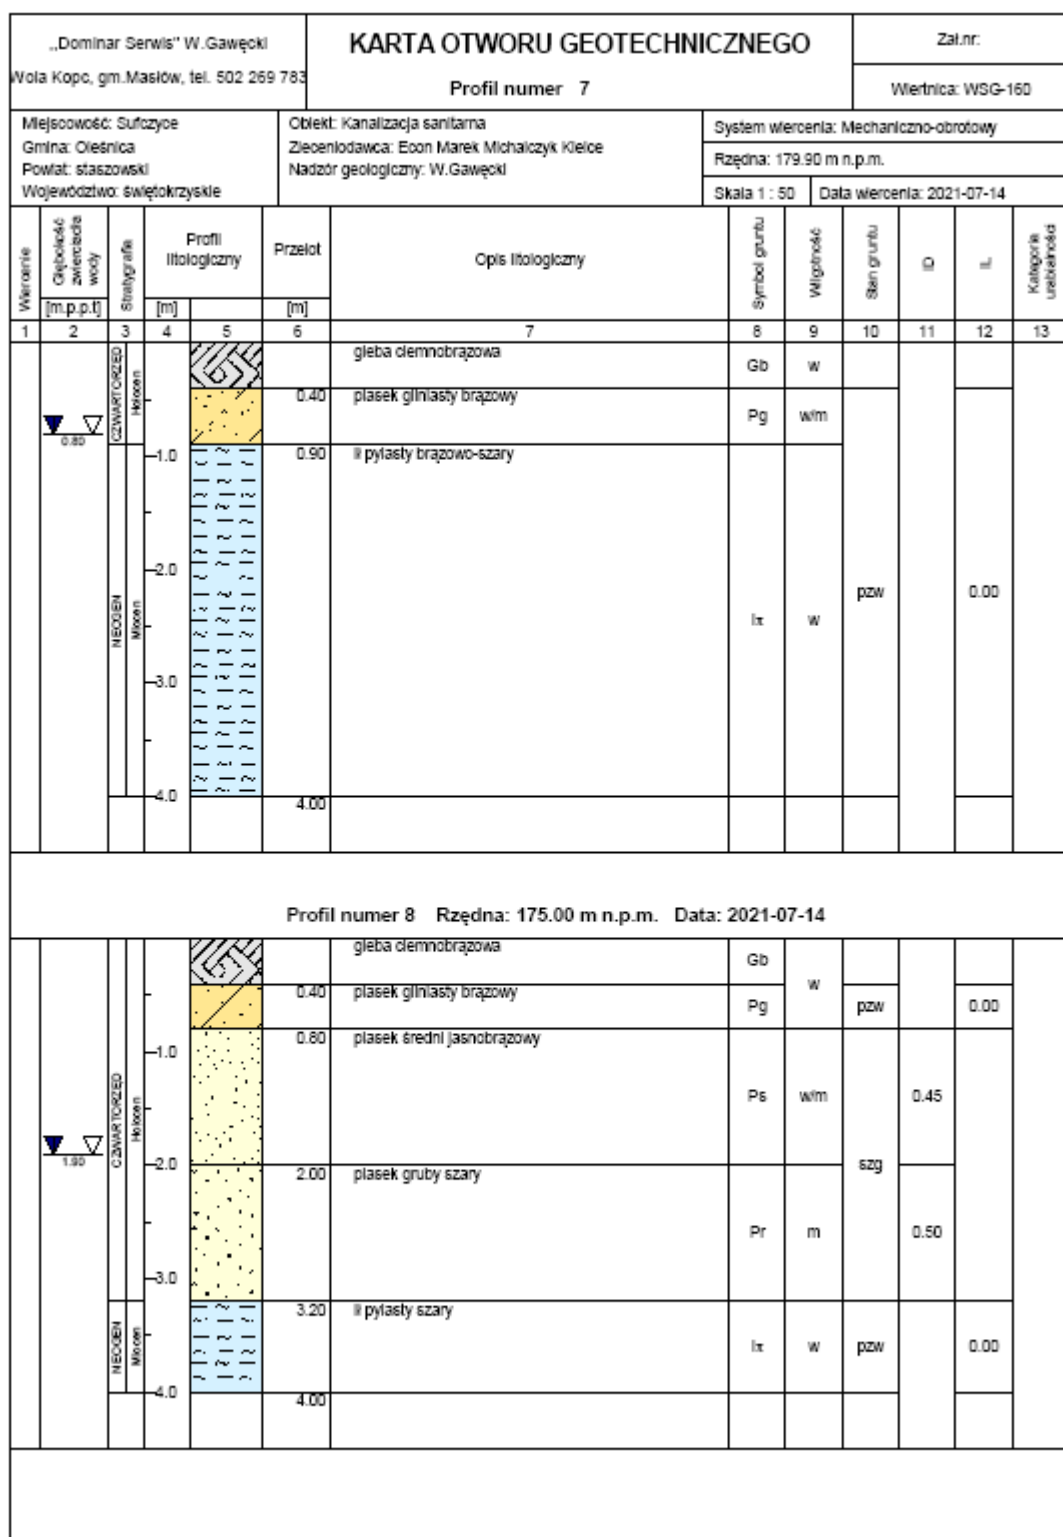 „Dominar Serwis" W.Gawęcki
Wola Kopc, gm.Masłów, tel. 502 269 783
KARTA OTWORU GEOTECHNICZNEGO
Profil numer 7
Zał.nr:
Wiertnica: WSG-160
Miejscowość: Sufczyce
Gmina: Oleśnica
Powiat: staszowski
Województwo: świętokrzyskie
Obiekt: Kanalizacja sanitarna
Zleceniodawca: Econ Marek Michalczyk Kielce
Nadzór geologiczny: W.Gawęcki
System wiercenia: Mechaniczno-obrotowy
Rzędna: 179.90 m n.p.m.
Skala 1 : 50
Data wiercenia: 2021-07-14
Wiercenie
Głębokość zwierciadła wody
[m.p.p.t]
Stratygrafia
Profil litologiczny
[m]
Przelot
[m]
Opis litologiczny
Symbol gruntu
Wilgotność
Stan gruntu
ID
IL
Kategoria urabialności
1 2 3 4 5 6 7 8 9 10 11 12 13
CZWARTORZĘD
Holocen
gleba ciemnobrązowa
Gb w
0.40 piasek gliniasty brązowy
Pg w/m
0.80
0.90 ił pylasty brązowo-szary
1.0
2.0
NEOGEN
Miocen
Iπ w pzw 0.00
3.0
4.0
4.00
Profil numer 8 Rzędna: 175.00 m n.p.m. Data: 2021-07-14
gleba ciemnobrązowa
Gb
w
0.40 piasek gliniasty brązowy
Pg pzw 0.00
0.80 piasek średni jasnobrązowy
1.0
CZWARTORZĘD
Holocen
Ps w/m 0.45
1.90
2.0
szg
2.00 piasek gruby szary
Pr m 0.50
3.0
3.20 ił pylasty szary
NEOGEN
Miocen
Iπ w pzw 0.00
4.0
4.00